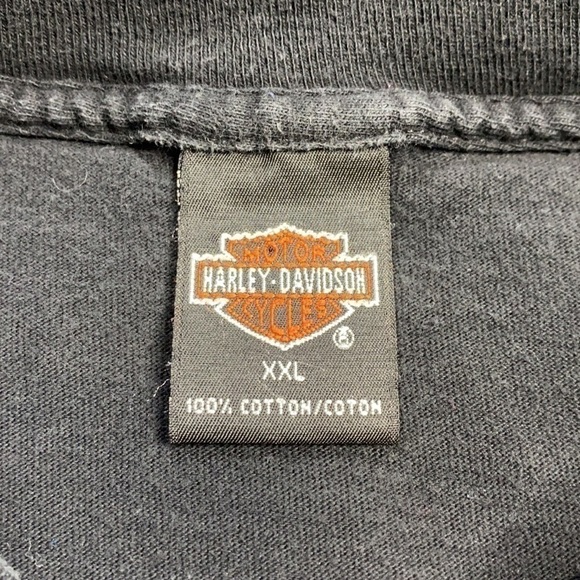 MOTOR
HARLEY-DAVIDSON
CYCLES
®
XXL
100% COTTON/COTON